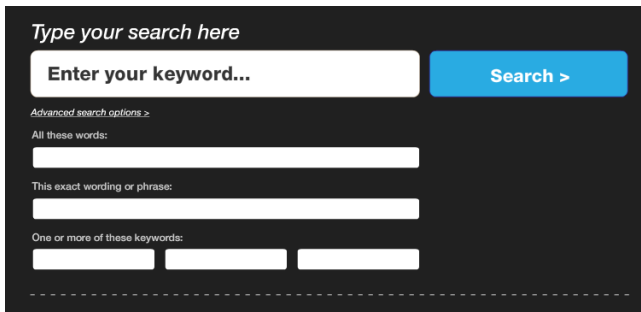 Type your search here
Enter your keyword...
Search >
Advanced search options >
All these words:
This exact wording or phrase:
One or more of these keywords: